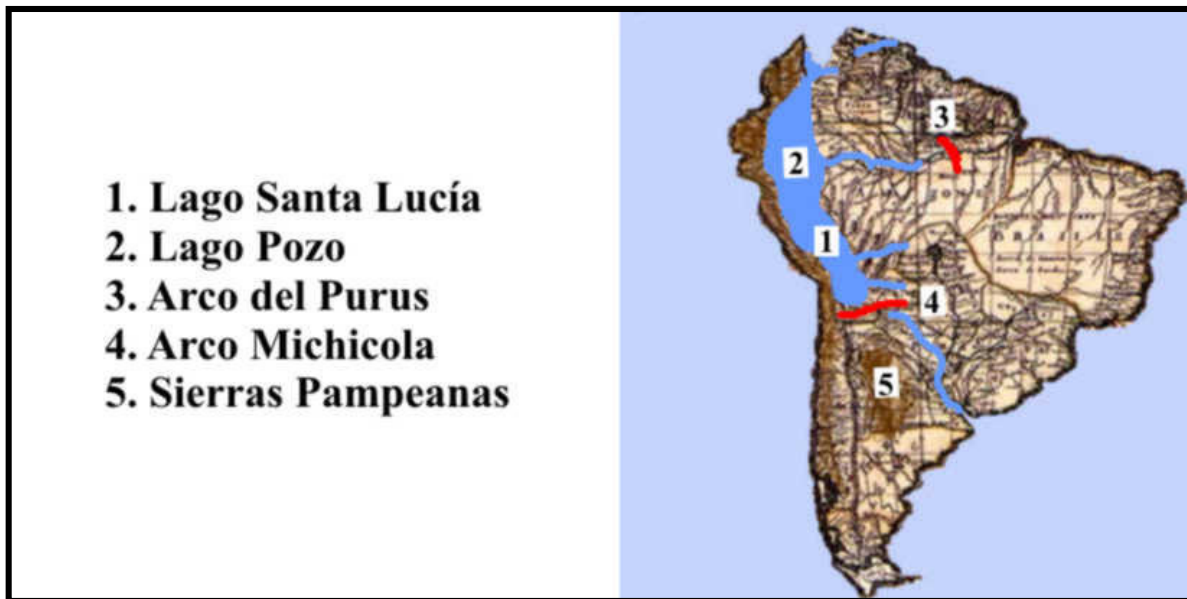 1. Lago Santa Lucía
2. Lago Pozo
3. Arco del Purus
4. Arco Michicola
5. Sierras Pampeanas
3
2
1
4
5